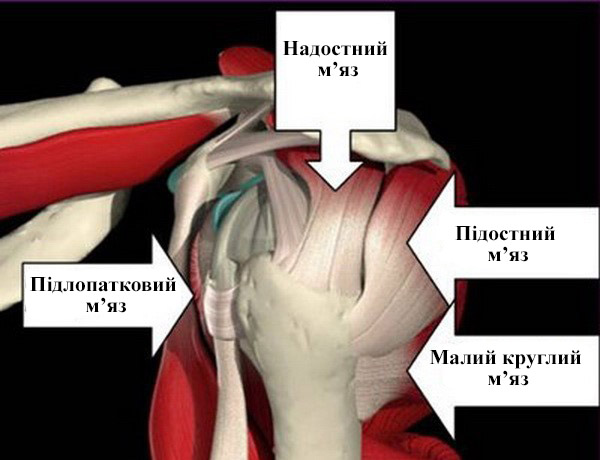 Надостний
м’яз
Підостний
м’яз
Підлопатковий
м’яз
Малий круглий
м’яз